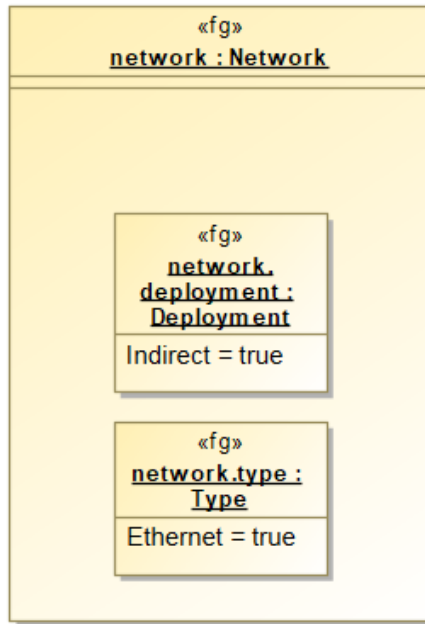 «fg»
network : Network
«fg»
network.
deployment :
Deployment
Indirect = true
«fg»
network.type :
Type
Ethernet = true